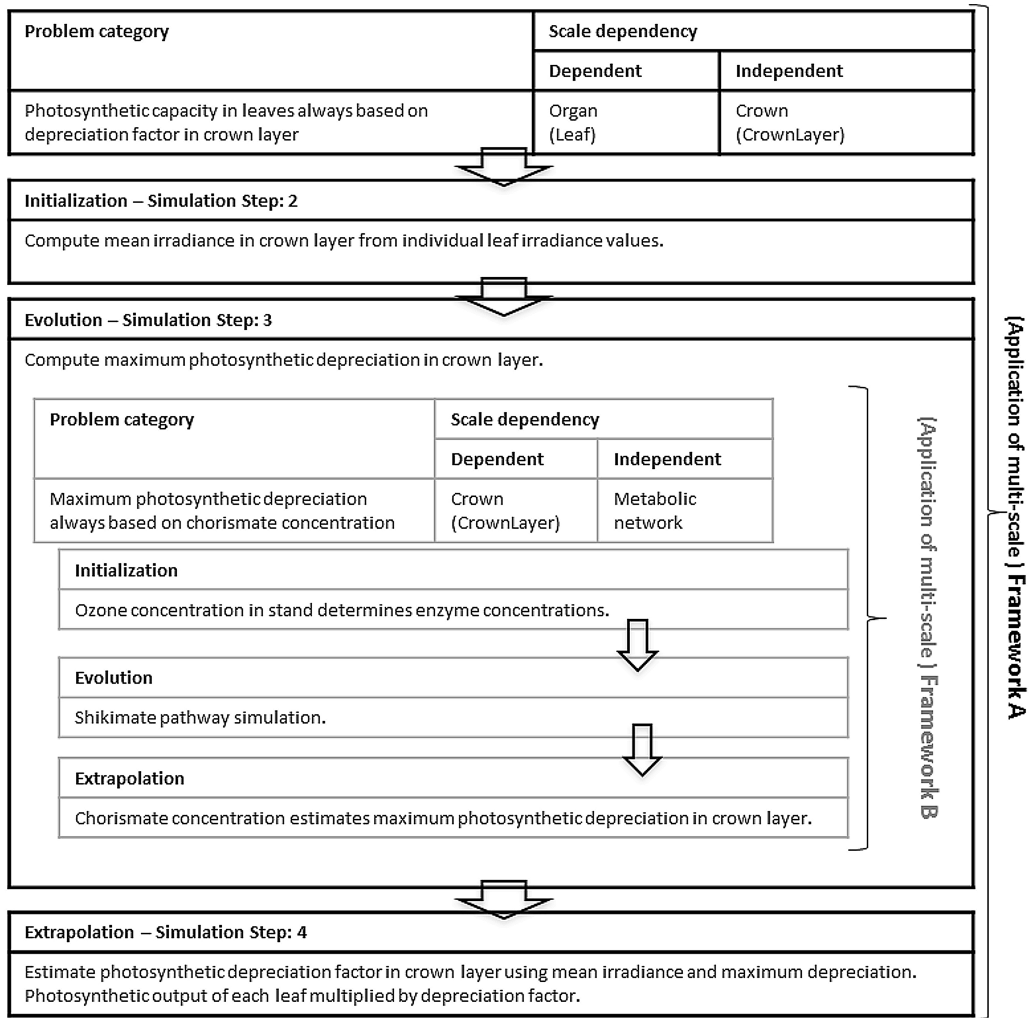 Problem category
Scale dependency
Dependent
Independent
Photosynthetic capacity in leaves always based on
depreciation factor in crown layer
Organ
(Leaf)
Crown
(CrownLayer)
Initialization – Simulation Step: 2
Compute mean irradiance in crown layer from individual leaf irradiance values.
Evolution – Simulation Step: 3
Compute maximum photosynthetic depreciation in crown layer.
Problem category
Scale dependency
Dependent
Independent
Maximum photosynthetic depreciation
always based on chorismate concentration
Crown
(CrownLayer)
Metabolic
network
Initialization
Ozone concentration in stand determines enzyme concentrations.
Evolution
Shikimate pathway simulation.
Extrapolation
Chorismate concentration estimates maximum photosynthetic depreciation in crown layer.
(Application of multi-scale ) Framework B
Extrapolation – Simulation Step: 4
Estimate photosynthetic depreciation factor in crown layer using mean irradiance and maximum depreciation.
Photosynthetic output of each leaf multiplied by depreciation factor.
(Application of multi-scale ) Framework A